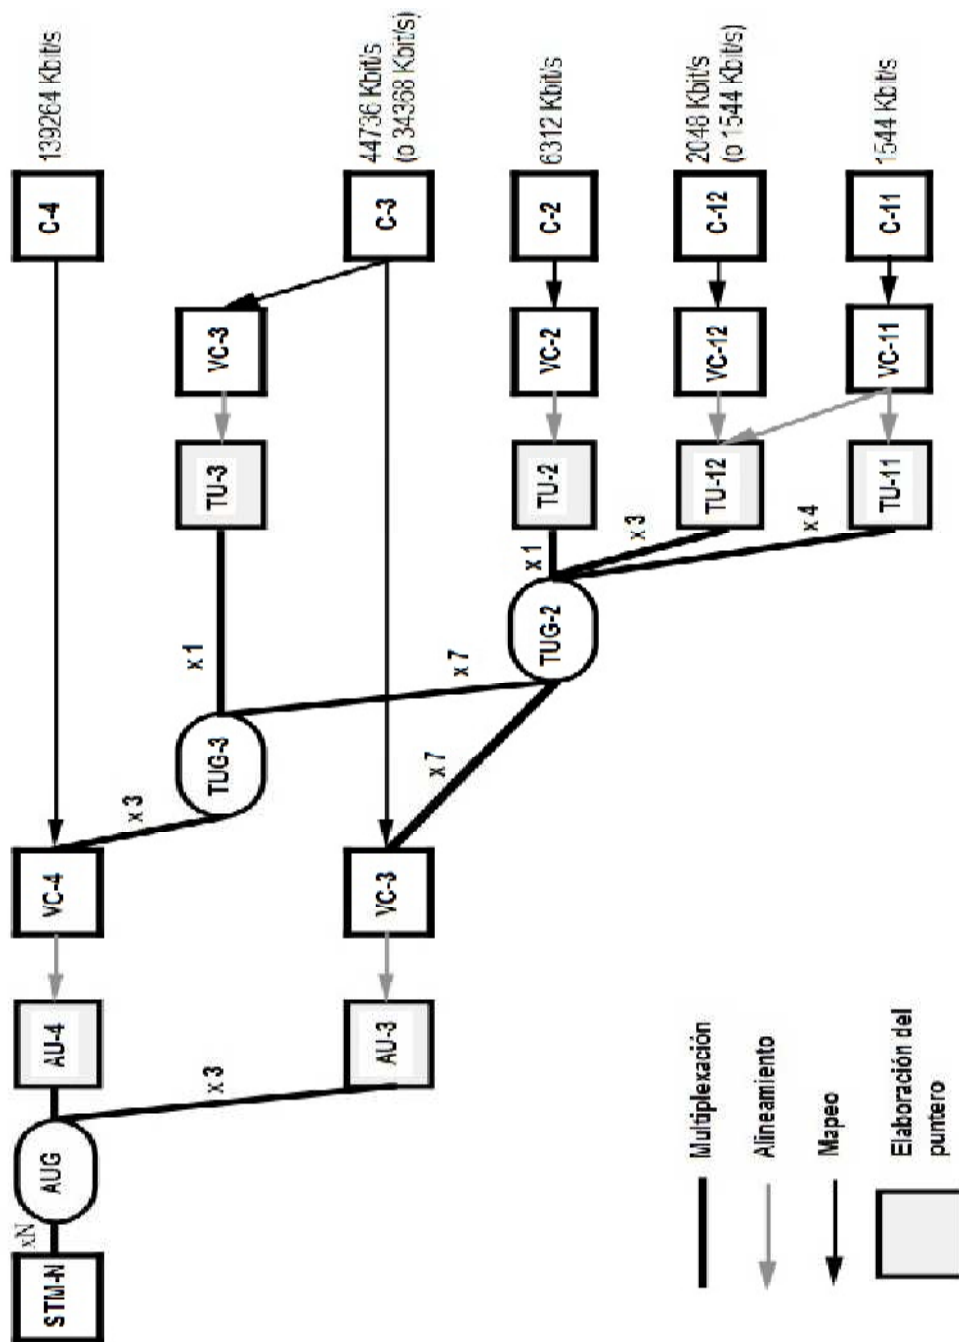 STM-N
xN
AUG
AU-4
VC-4
C-4
139264 Kbit/s
x 3
TUG-3
x 1
TU-3
VC-3
x 3
AU-3
VC-3
C-3
44736 Kbit/s
(o 34368 Kbit/s)
x 7
x 7
TUG-2
x 1
TU-2
VC-2
C-2
6312 Kbit/s
x 3
TU-12
VC-12
C-12
2048 Kbit/s
(o 1544 Kbit/s)
x 4
TU-11
VC-11
C-11
1544 Kbit/s
Multiplexación
Alineamiento
Mapeo
Elaboración del
puntero